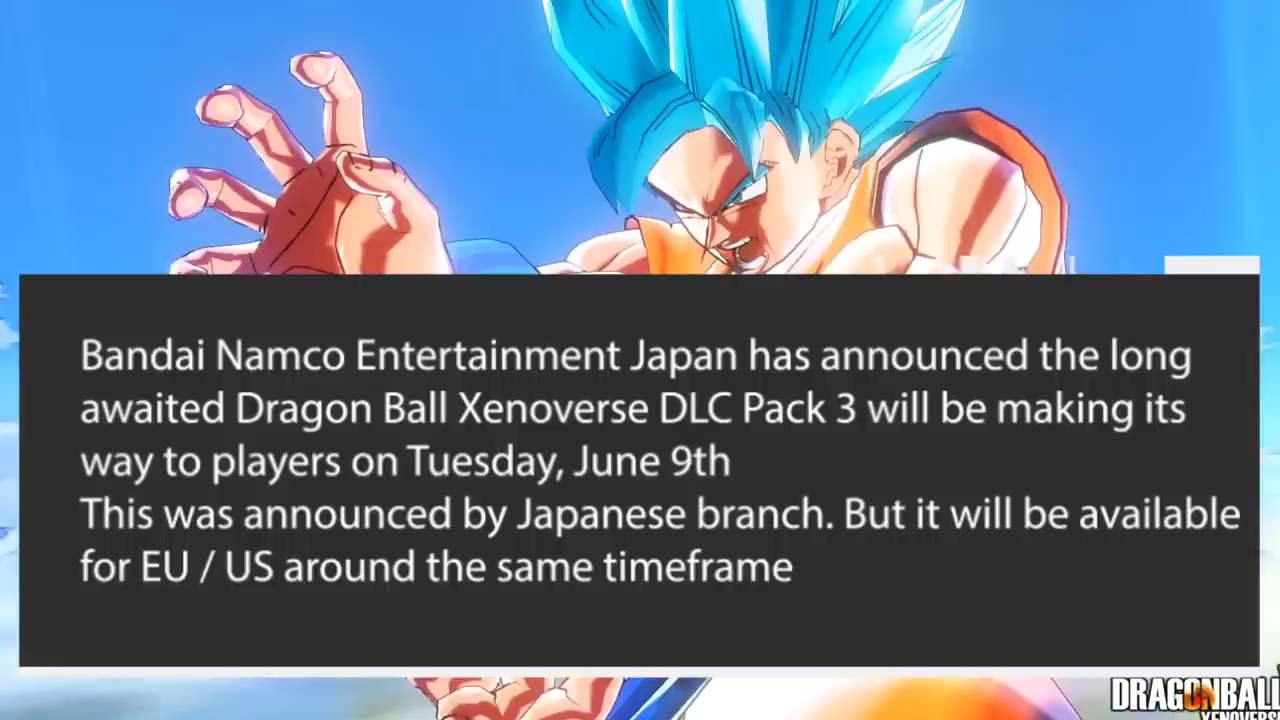 Bandai Namco Entertainment Japan has announced the long
awaited Dragon Ball Xenoverse DLC Pack 3 will be making its
way to players on Tuesday, June 9th
This was announced by Japanese branch. But it will be available
for EU / US around the same timeframe
DRAGONBALL
XENOVERS